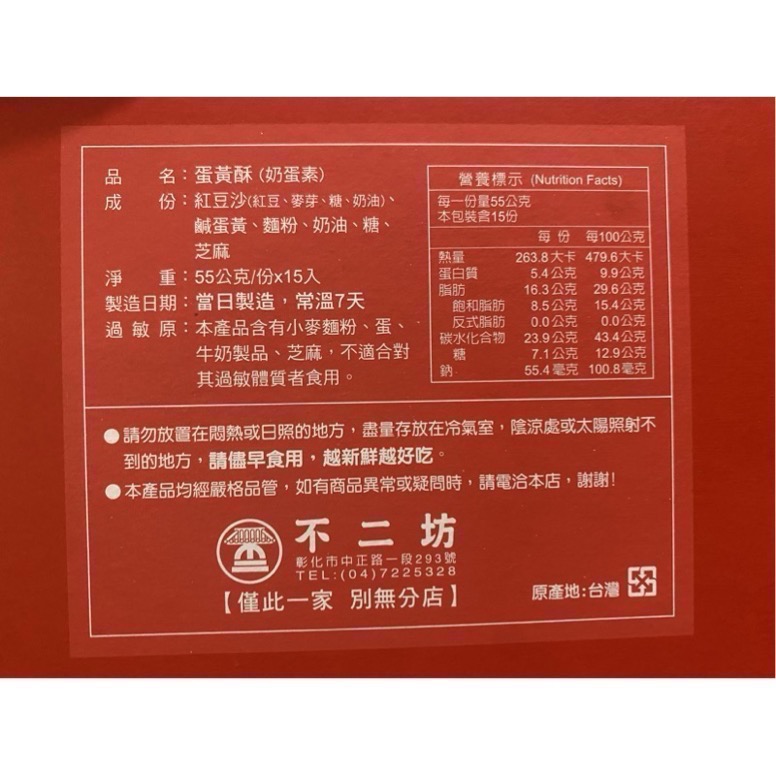 品　　名：蛋黃酥 (奶蛋素)
成　　份：紅豆沙(紅豆、麥芽、糖、奶油)、
鹹蛋黃、麵粉、奶油、糖、
芝麻
淨　　重：55公克/份x15入
製造日期：當日製造，常溫7天
過 敏 原：本產品含有小麥麵粉、蛋、
牛奶製品、芝麻，不適合對
其過敏體質者食用。
營養標示 (Nutrition Facts)
每一份量55公克
本包裝含15份
每 份　每100公克
熱量　263.8大卡　479.6大卡
蛋白質　5.4公克　9.9公克
脂肪　16.3公克　29.6公克
飽和脂肪　8.5公克　15.4公克
反式脂肪　0.0公克　0.0公克
碳水化合物　23.9公克　43.4公克
糖　7.1公克　12.9公克
鈉　55.4毫克　100.8毫克
●請勿放置在悶熱或日照的地方，盡量存放在冷氣室，陰涼處或太陽照射不
到的地方，請儘早食用，越新鮮越好吃。
●本產品均經嚴格品管，如有商品異常或疑問時，請電洽本店，謝謝!
不二坊
彰化市中正路一段293號
TEL:(04)7225328
【僅此一家 別無分店】
原產地:台灣